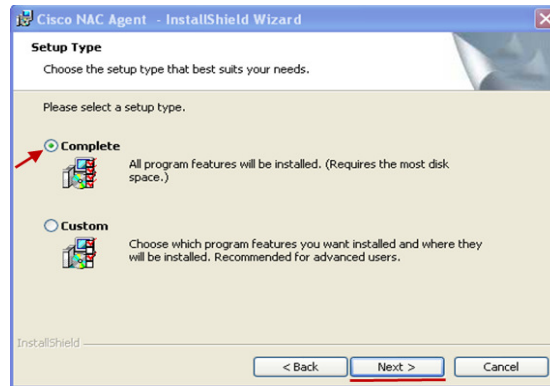 Cisco NAC Agent - InstallShield Wizard
Setup Type
Choose the setup type that best suits your needs.
Please select a setup type.
Complete
All program features will be installed. (Requires the most disk
space.)
Custom
Choose which program features you want installed and where they
will be installed. Recommended for advanced users.
InstallShield
< Back
Next >
Cancel